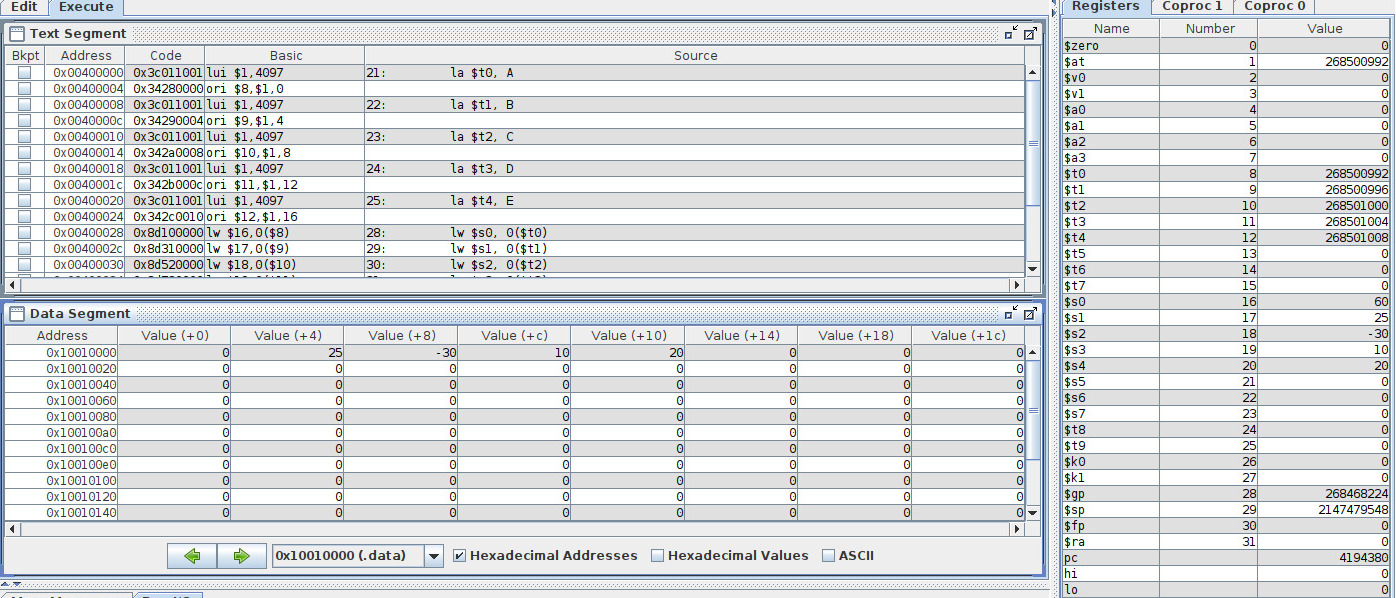 Edit Execute
Text Segment
Bkpt Address Code Basic Source
0x00400000 0x3c011001 lui $1,4097 21: la $t0, A
0x00400004 0x34280000 ori $8,$1,0
0x00400008 0x3c011001 lui $1,4097 22: la $t1, B
0x0040000c 0x34290004 ori $9,$1,4
0x00400010 0x3c011001 lui $1,4097 23: la $t2, C
0x00400014 0x342a0008 ori $10,$1,8
0x00400018 0x3c011001 lui $1,4097 24: la $t3, D
0x0040001c 0x342b000c ori $11,$1,12
0x00400020 0x3c011001 lui $1,4097 25: la $t4, E
0x00400024 0x342c0010 ori $12,$1,16
0x00400028 0x8d100000 lw $16,0($8) 28: lw $s0, 0($t0)
0x0040002c 0x8d310000 lw $17,0($9) 29: lw $s1, 0($t1)
0x00400030 0x8d520000 lw $18,0($10) 30: lw $s2, 0($t2)
Data Segment
Address Value (+0) Value (+4) Value (+8) Value (+c) Value (+10) Value (+14) Value (+18) Value (+1c)
0x10010000 0 25 -30 10 20 0 0 0
0x10010020 0 0 0 0 0 0 0 0
0x10010040 0 0 0 0 0 0 0 0
0x10010060 0 0 0 0 0 0 0 0
0x10010080 0 0 0 0 0 0 0 0
0x100100a0 0 0 0 0 0 0 0 0
0x100100c0 0 0 0 0 0 0 0 0
0x100100e0 0 0 0 0 0 0 0 0
0x10010100 0 0 0 0 0 0 0 0
0x10010120 0 0 0 0 0 0 0 0
0x10010140 0 0 0 0 0 0 0 0
0x10010000 (.data) Hexadecimal Addresses Hexadecimal Values ASCII
Registers Coproc 1 Coproc 0
Name Number Value
$zero 0 0
$at 1 268500992
$v0 2 0
$v1 3 0
$a0 4 0
$a1 5 0
$a2 6 0
$a3 7 0
$t0 8 268500992
$t1 9 268500996
$t2 10 268501000
$t3 11 268501004
$t4 12 268501008
$t5 13 0
$t6 14 0
$t7 15 0
$s0 16 60
$s1 17 25
$s2 18 -30
$s3 19 10
$s4 20 20
$s5 21 0
$s6 22 0
$s7 23 0
$t8 24 0
$t9 25 0
$k0 26 0
$k1 27 0
$gp 28 268468224
$sp 29 2147479548
$fp 30 0
$ra 31 0
pc 4194380
hi 0
lo 0